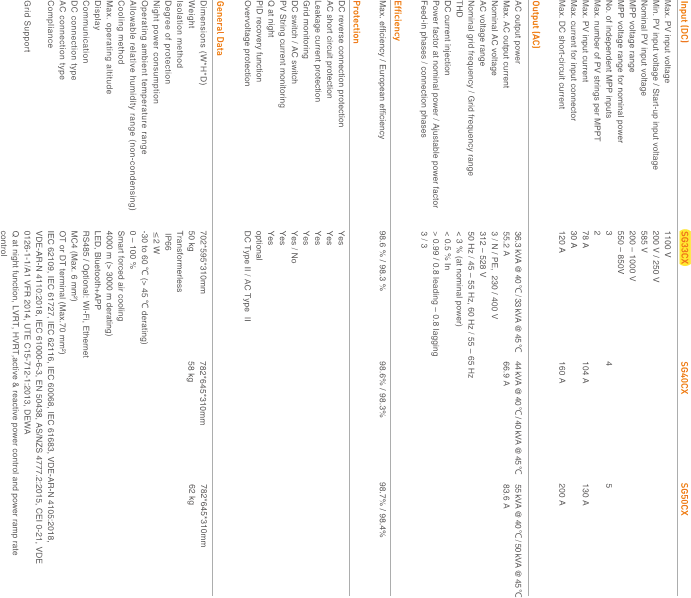 Input (DC) SG33CX SG40CX SG50CX
Max. PV input voltage 1100 V
Min. PV input voltage / Start-up input voltage 200 V / 250 V
Nominal PV input voltage 585 V
MPP voltage range 200 – 1000 V
MPP voltage range for nominal power 550 – 850V
No. of independent MPP inputs 3 4 5
Max. number of PV strings per MPPT 2
Max. PV input current 78 A 104 A 130 A
Max. current for input connector 30 A
Max. DC short-circuit current 120 A 160 A 200 A
Output (AC)
AC output power 36.3 kVA @ 40 ℃ / 33 kVA @ 45 ℃ 44 kVA @ 40 ℃ / 40 kVA @ 45 ℃ 55 kVA @ 40 ℃ / 50 kVA @ 45 ℃
Max. AC output current 55.2 A 66.9 A 83.6 A
Nominal AC voltage 3 / N / PE, 230 / 400 V
AC voltage range 312 – 528 V
Nominal grid frequency / Grid frequency range 50 Hz / 45 – 55 Hz, 60 Hz / 55 – 65 Hz
THD < 3 % (at nominal power)
DC current injection < 0.5 % In
Power factor at nominal power / Ajustable power factor > 0.99 / 0.8 leading – 0.8 lagging
Feed-in phases / connection phases 3 / 3
Efficiency
Max. efficiency / European efficiency 98.6 % / 98.3 % 98.6% / 98.3% 98.7% / 98.4%
Protection
DC reverse connection protection Yes
AC short circuit protection Yes
Leakage current protection Yes
Grid monitoring Yes
DC switch / AC switch Yes / No
PV String current monitoring Yes
Q at night Yes
PID recovery function optional
Overvoltage protection DC Type II / AC Type II
General Data
Dimensions (W*H*D) 702*595*310mm 782*645*310mm 782*645*310mm
Weight 50 kg 58 kg 62 kg
Isolation method Transformerless
Degree of protection IP66
Night power consumption ≤ 2 W
Operating ambient temperature range -30 to 60 ℃ (> 45 ℃ derating)
Allowable relative humidity range (non-condensing) 0 – 100 %
Cooling method Smart forced air cooling
Max. operating altitude 4000 m (> 3000 m derating)
Display LED, Bluetooth+APP
Communication RS485 / Optional: Wi-Fi, Ethernet
DC connection type MC4 (Max. 6 mm²)
AC connection type OT or DT terminal (Max.70 mm²)
Compliance IEC 62109, IEC 61727, IEC 62116, IEC 60068, IEC 61683, VDE-AR-N 4105:2018,
VDE-AR-N 4110:2018, IEC 61000-6-3, EN 50438, AS/NZS 4777.2:2015, CEI 0-21, VDE
0126-1-1/A1 VFR 2014, UTE C15-712-1:2013, DEWA
Grid Support Q at night function, LVRT, HVRT,active & reactive power control and power ramp rate
control